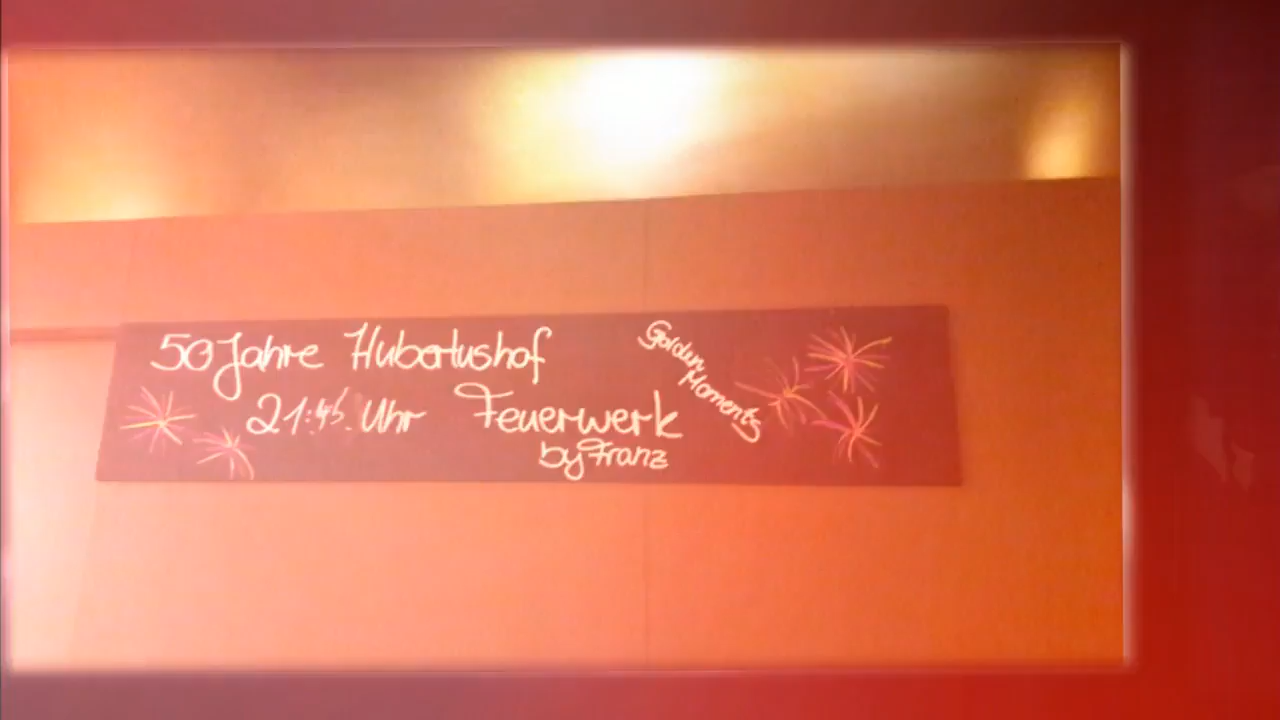 50 Jahre Hubertushof
21:45 Uhr Feuerwerk
by Franz
Golden
Moments